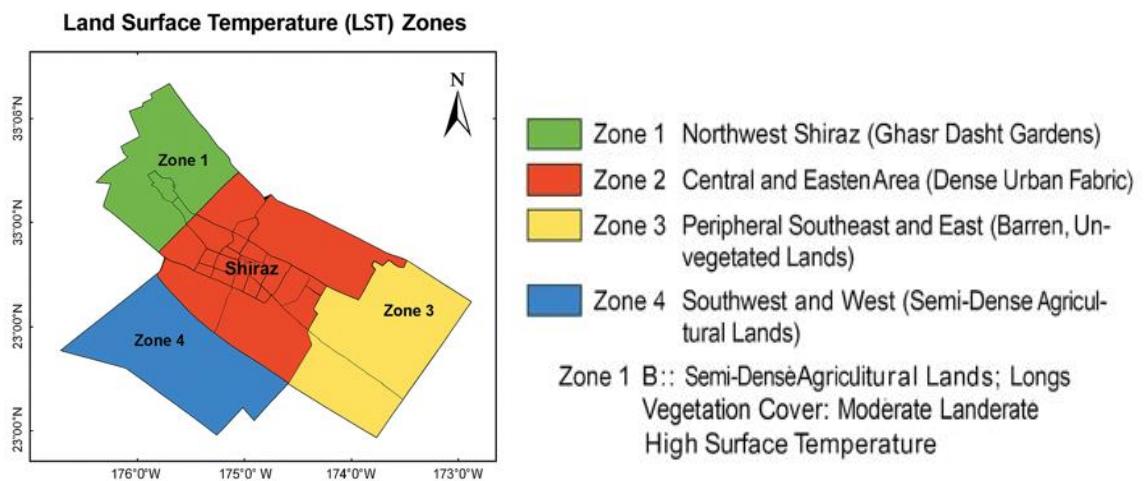 Land Surface Temperature (LST) Zones
N
33°08'N
33°00'N
23°00'N
23°00'N
Zone 1
Shiraz
Zone 3
Zone 4
176°0'W
175°0' W
174°0'W
173°0'W
Zone 1 Northwest Shiraz (Ghasr Dasht Gardens)
Zone 2 Central and Easten Area (Dense Urban Fabric)
Zone 3 Peripheral Southeast and East (Barren, Un-
vegetated Lands)
Zone 4 Southwest and West (Semi-Dense Agricul-
tural Lands)
Zone 1 B:: Semi-Densè Agriculitural Lands; Longs
Vegetation Cover: Moderate Landerate
High Surface Temperature